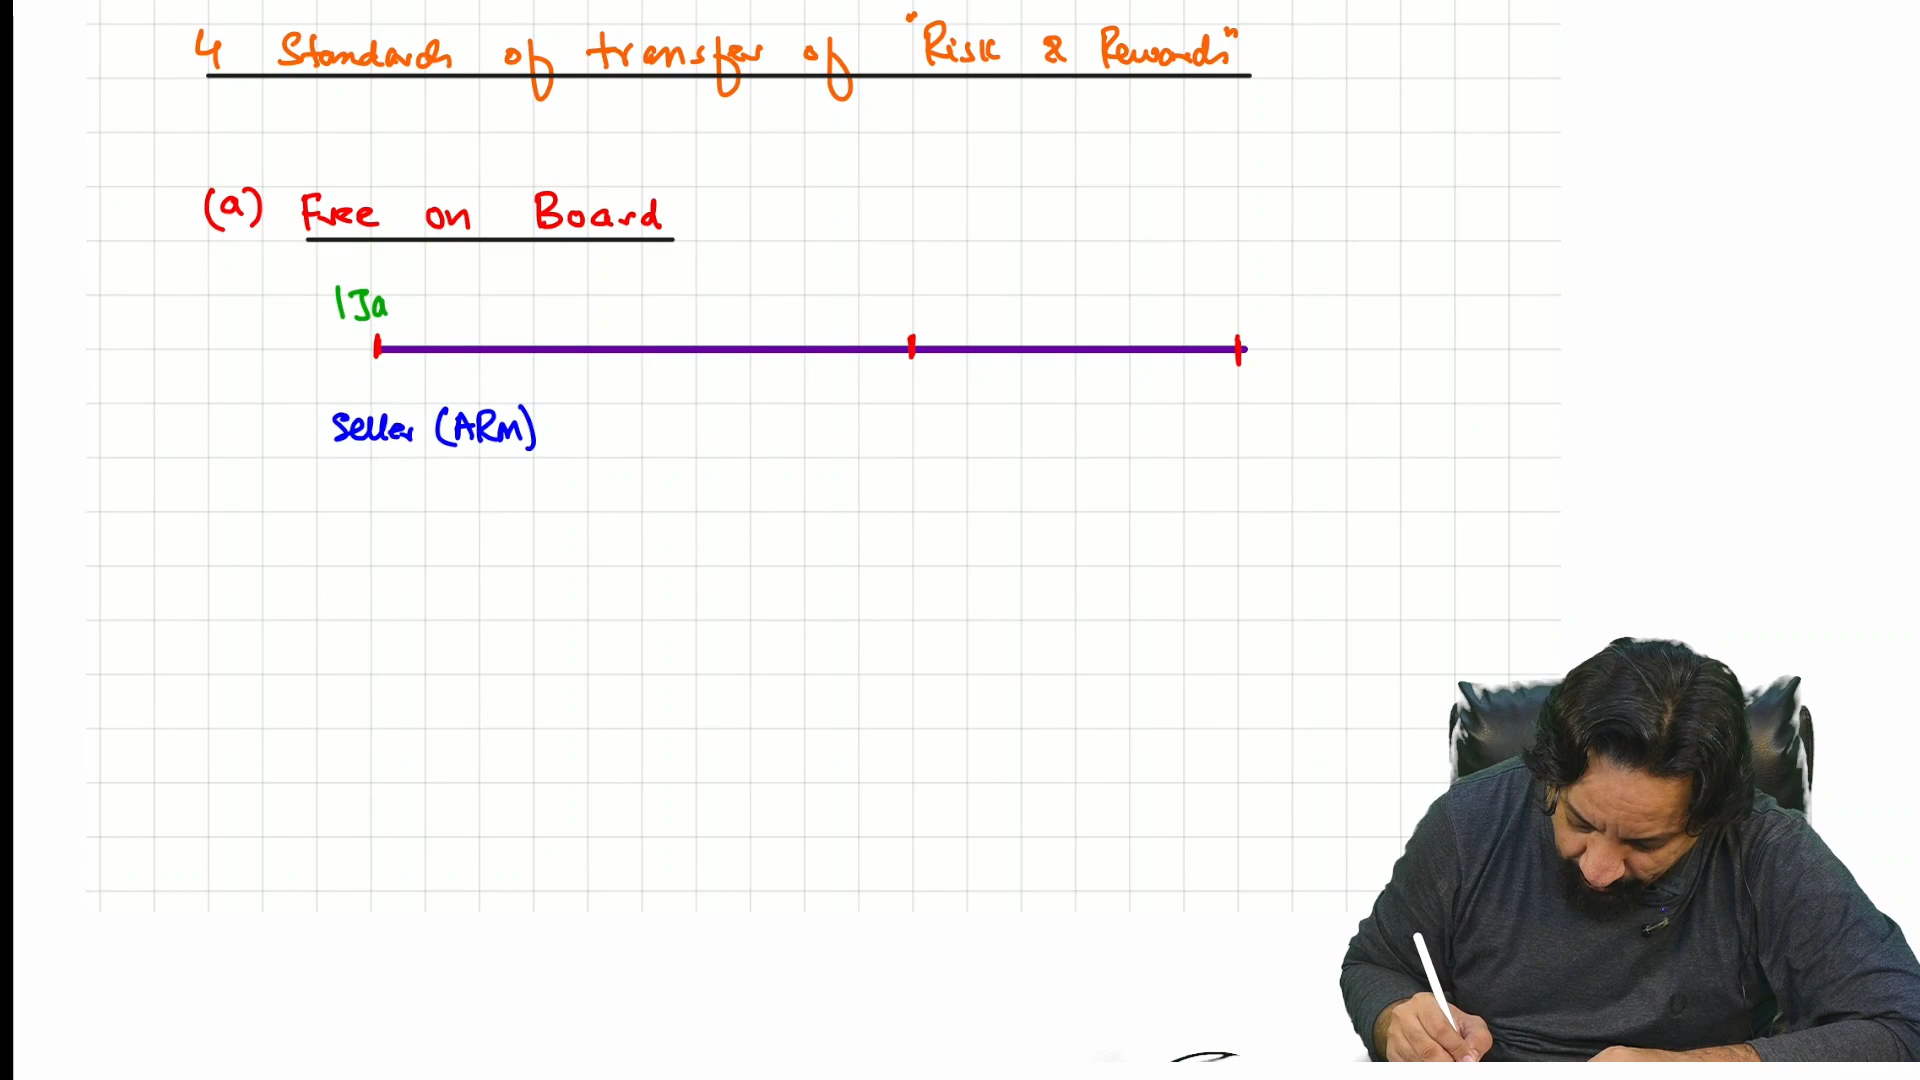 4 Standards of transfer of "Risk & Rewards"
(a) Free on Board
1Ja
Seller (ARM)